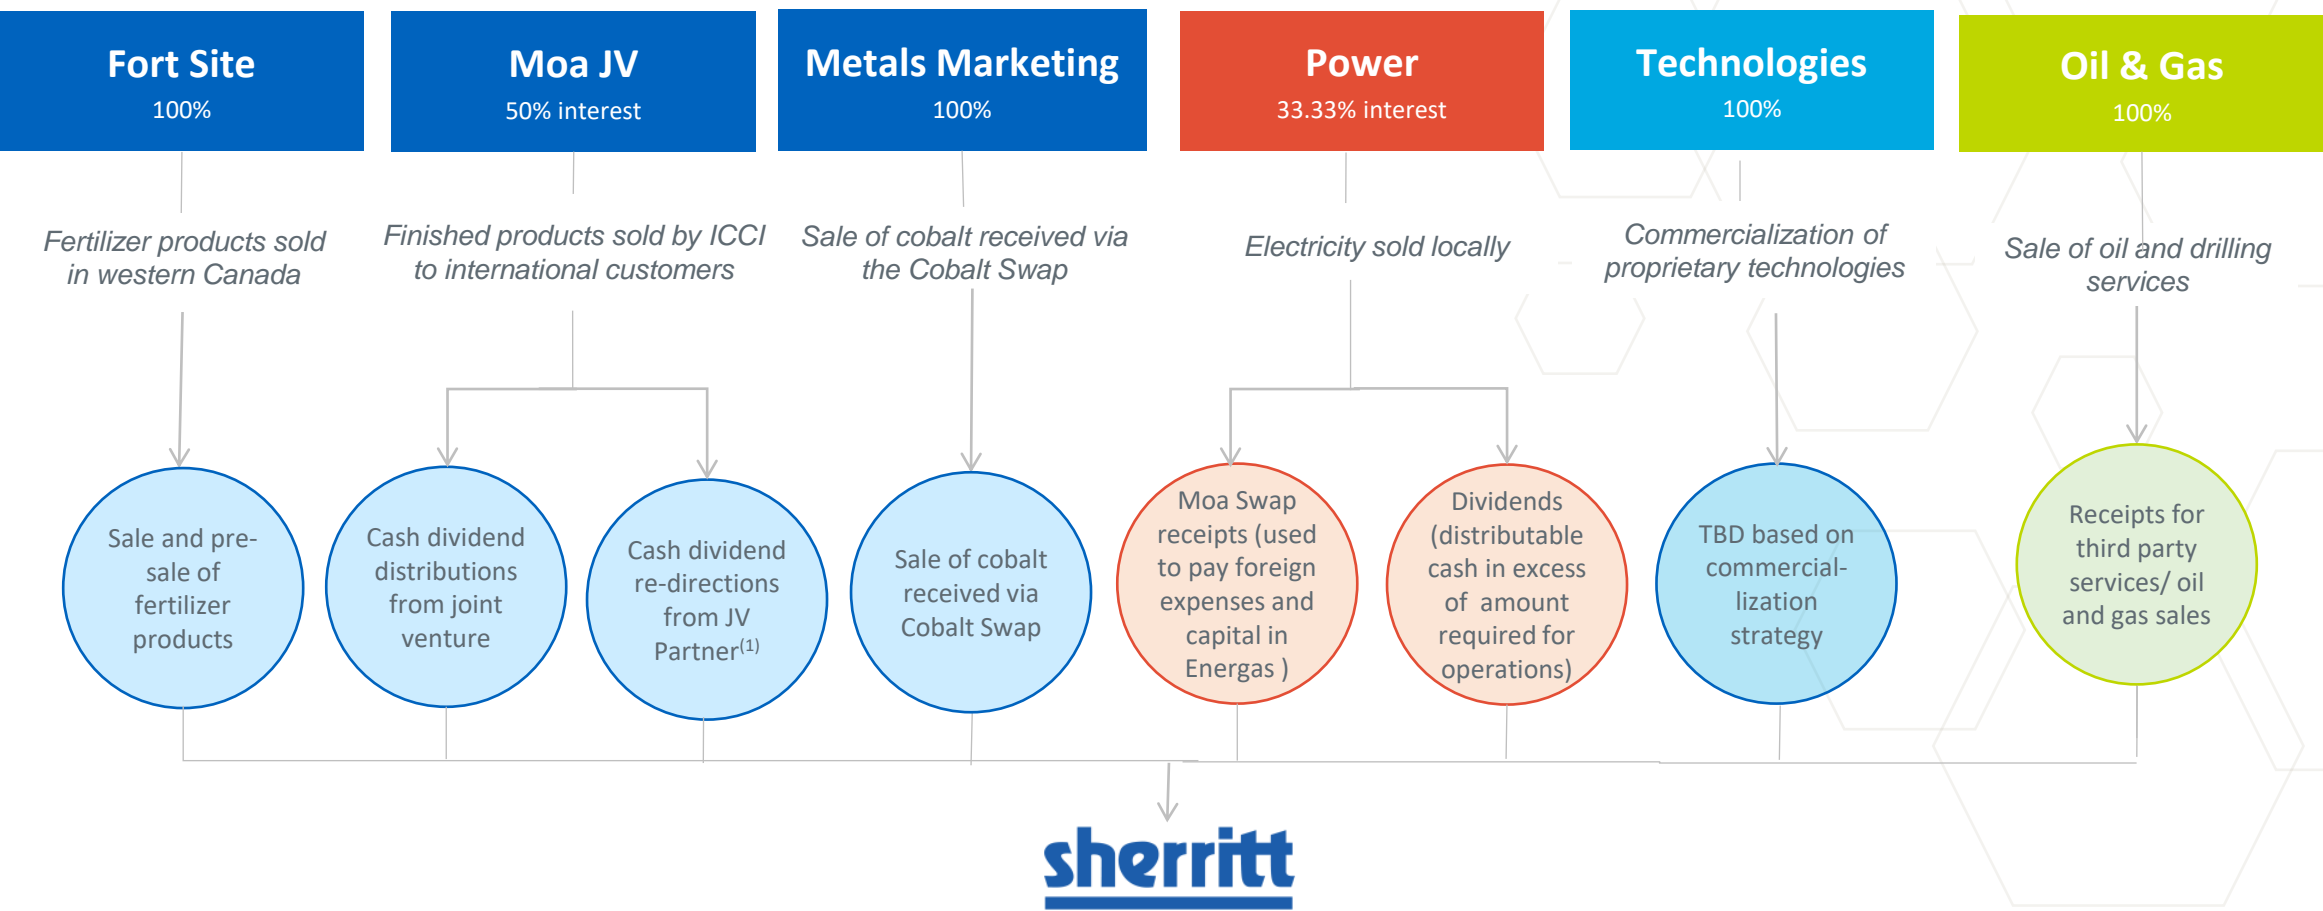 Fort Site
100%
Moa JV
50% interest
Metals Marketing
100%
Power
33.33% interest
Technologies
100%
Oil & Gas
100%
Fertilizer products sold
in western Canada
Finished products sold by ICCI
to international customers
Sale of cobalt received via
the Cobalt Swap
Electricity sold locally
Commercialization of
proprietary technologies
Sale of oil and drilling
services
Sale and pre-
sale of
fertilizer
products
Cash dividend
distributions
from joint
venture
Cash dividend
re-directions
from JV
Partner(1)
Sale of cobalt
received via
Cobalt Swap
Moa Swap
receipts (used
to pay foreign
expenses and
capital in
Energas )
Dividends
(distributable
cash in excess
of  amount
required for
operations)
TBD based on
commercial-
lization
strategy
Receipts for
third party
services/ oil
and gas sales
sherritt